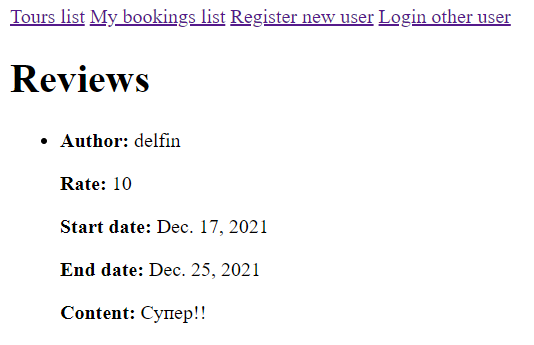 Tours list My bookings list Register new user Login other user
Reviews
Author: delfin
Rate: 10
Start date: Dec. 17, 2021
End date: Dec. 25, 2021
Content: Супер!!